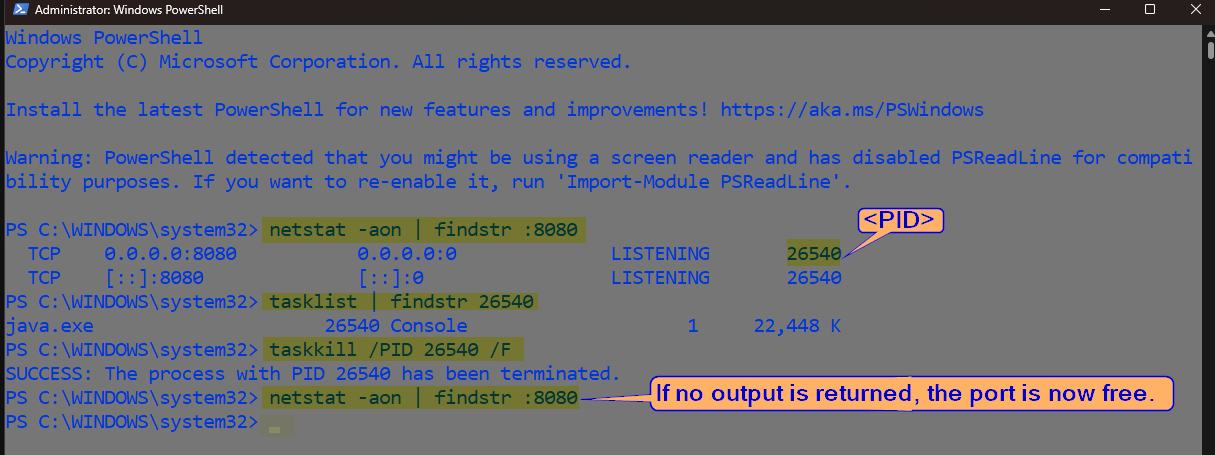 Administrator: Windows PowerShell
Windows PowerShell
Copyright (C) Microsoft Corporation. All rights reserved.
Install the latest PowerShell for new features and improvements! https://aka.ms/PSWindows
Warning: PowerShell detected that you might be using a screen reader and has disabled PSReadLine for compati
bility purposes. If you want to re-enable it, run 'Import-Module PSReadLine'.
<PID>
PS C:\WINDOWS\system32> netstat -aon | findstr :8080
TCP 0.0.0.0:8080 0.0.0.0:0 LISTENING 26540
TCP [::]:8080 [::]:0 LISTENING 26540
PS C:\WINDOWS\system32> tasklist | findstr 26540
java.exe 26540 Console 1 22,448 K
PS C:\WINDOWS\system32> taskkill /PID 26540 /F
SUCCESS: The process with PID 26540 has been terminated.
PS C:\WINDOWS\system32> netstat -aon | findstr :8080
If no output is returned, the port is now free.
PS C:\WINDOWS\system32>